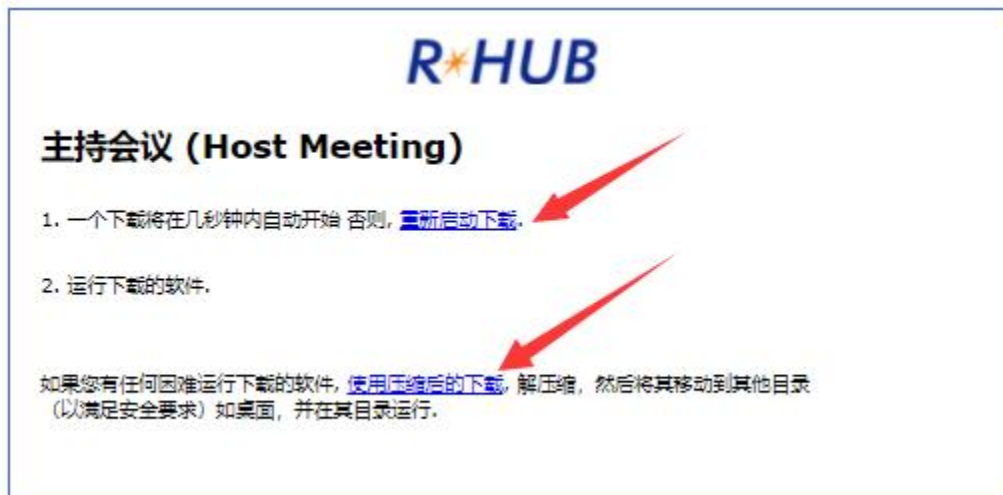 R*HUB
主持会议 (Host Meeting)
1. 一个下载将在几秒钟内自动开始 否则, 重新启动下载.
2. 运行下载的软件.
如果您有任何困难运行下载的软件, 使用压缩后的下载, 解压缩, 然后将其移动到其他目录
（以满足安全要求）如桌面, 并在其目录运行.